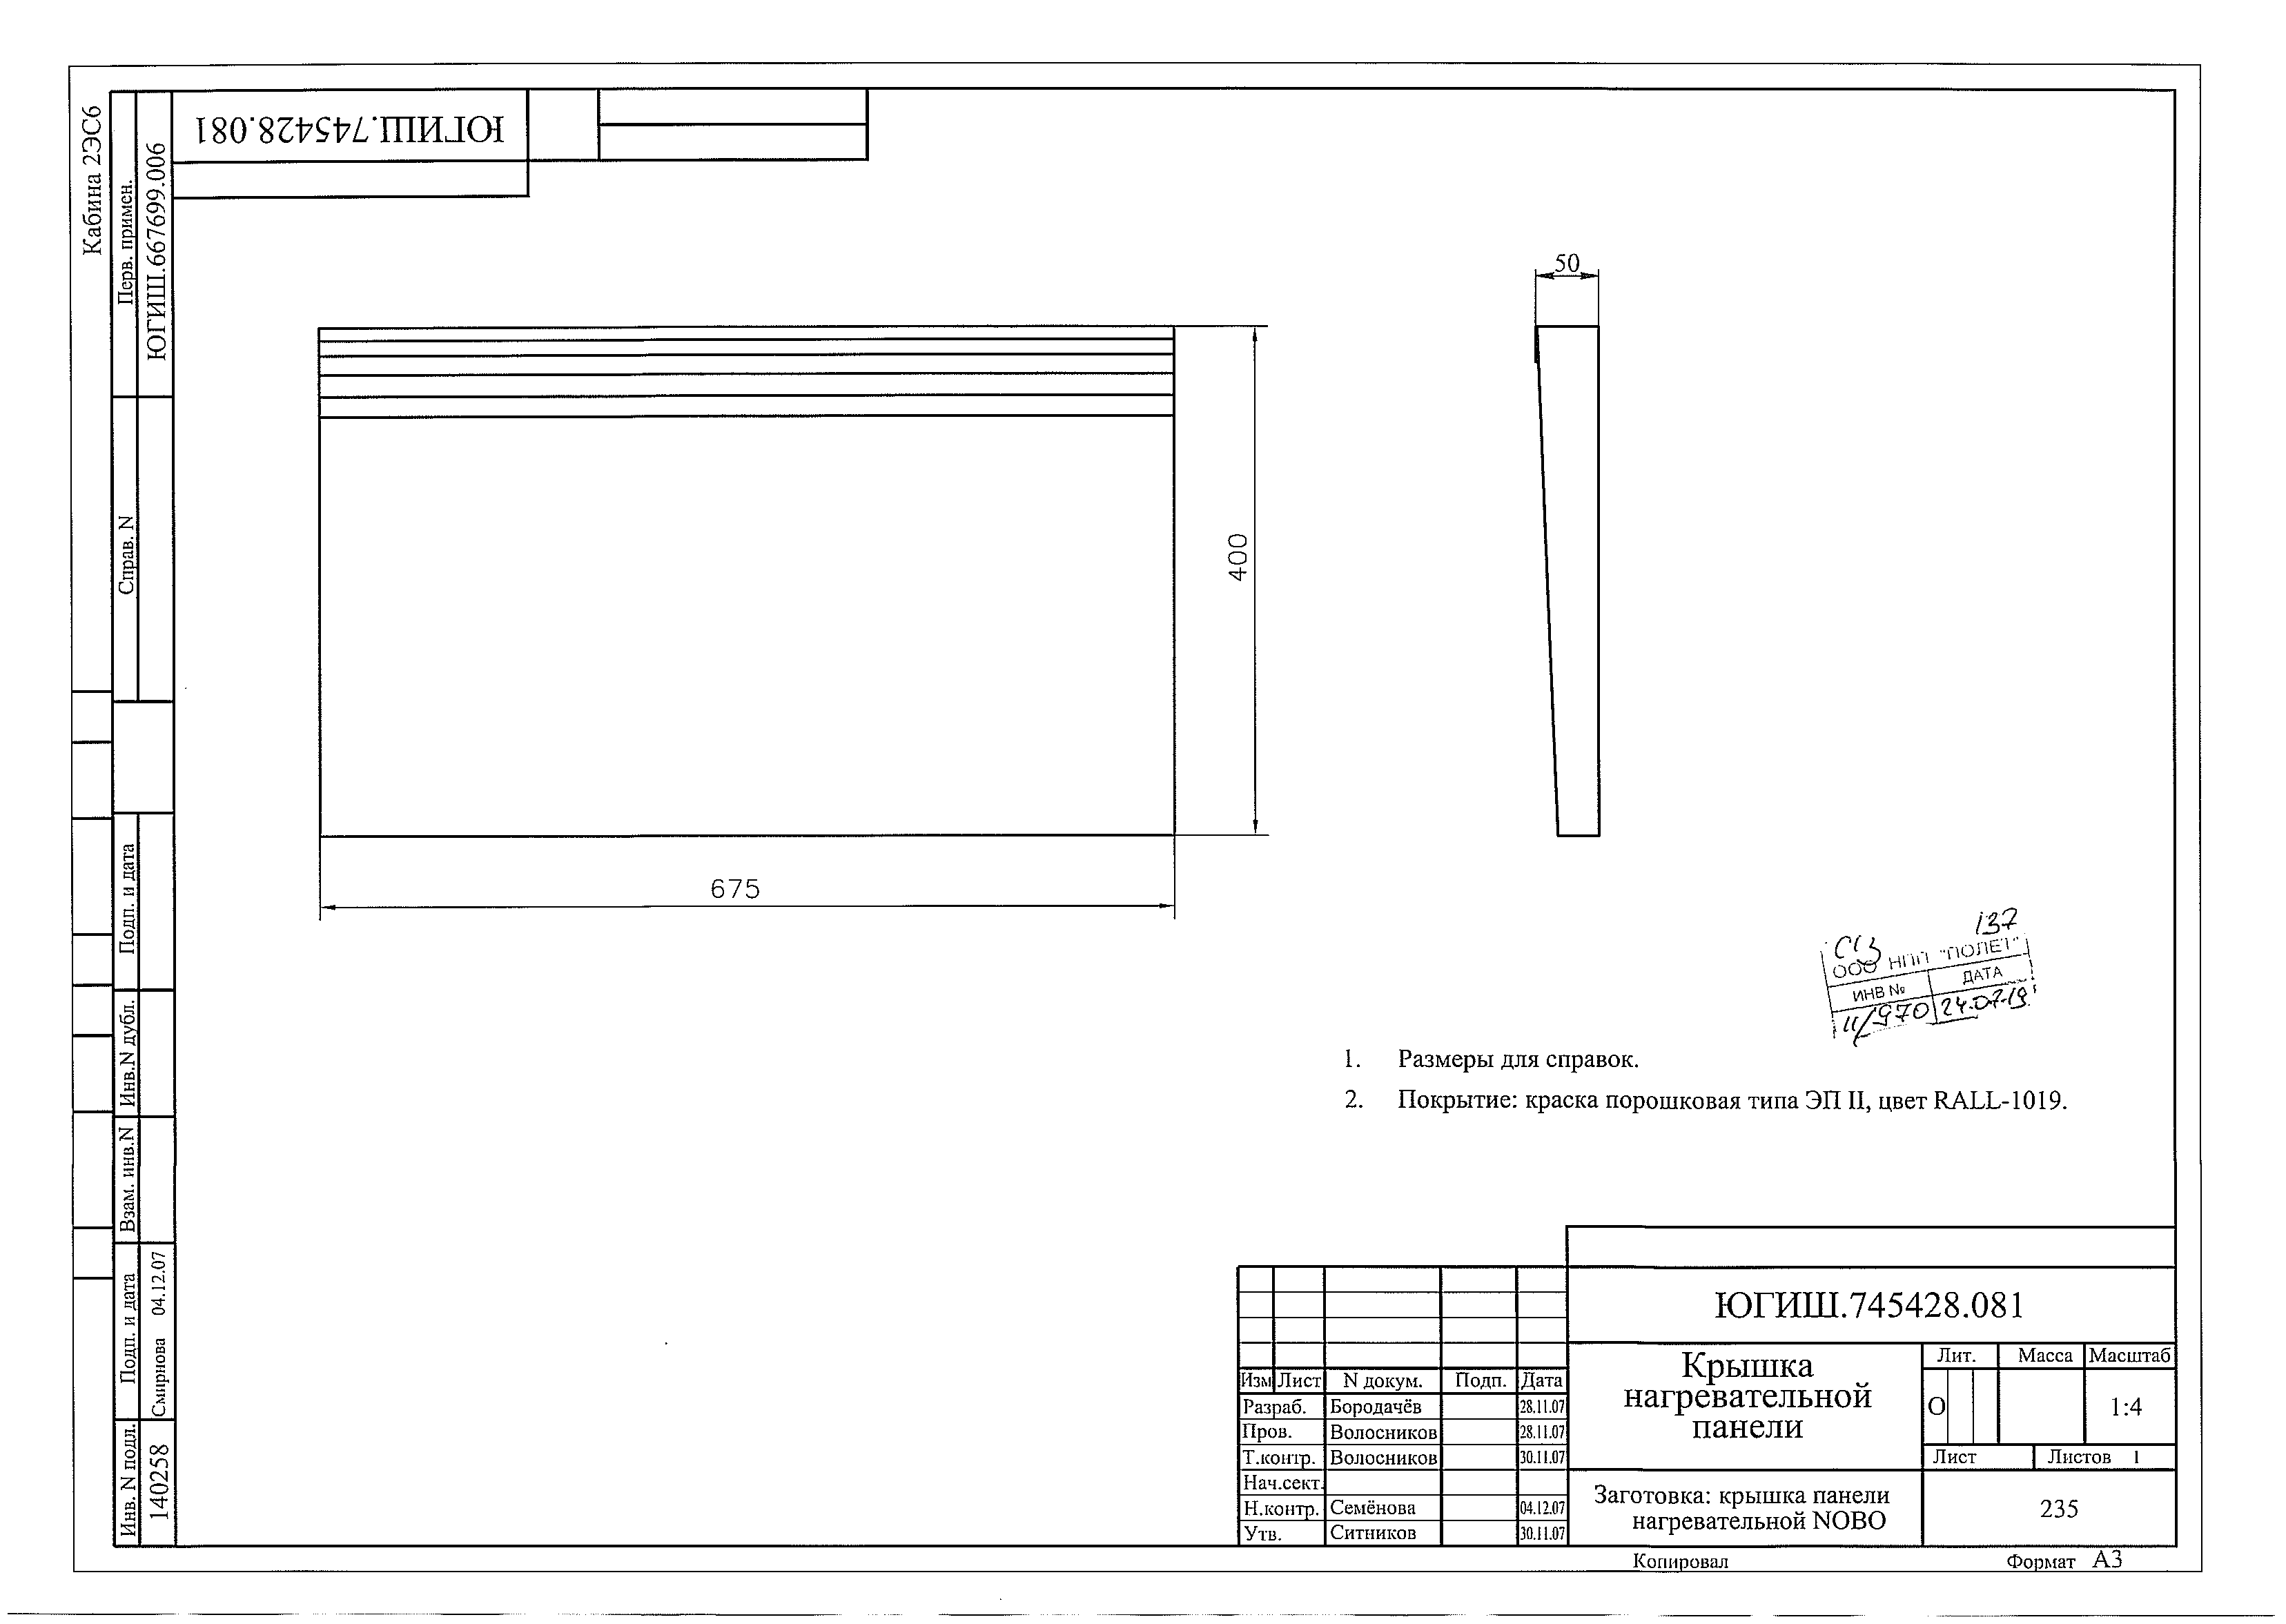 Кабина 2ЭС6
Перв. примен.
ЮГИШ.667699.006
ЮГИШ.745428.081
Справ. N
Подп. и дата
Инв.N дубл.
Взам. инв.N
Подп. и дата
Смирнова 04.12.07
Инв. N подл.
140258
50
400
675
137
ООО НПП "ПОЛЕТ"
ИНВ № ДАТА
11/970 24.07.19
1. Размеры для справок.
2. Покрытие: краска порошковая типа ЭП II, цвет RALL-1019.
ЮГИШ.745428.081
Крышка
нагревательной
панели
Лит. Масса Масштаб
О 1:4
Лист Листов 1
Изм Лист N докум. Подп. Дата
Разраб. Бородачёв 28.11.07
Пров. Волосников 28.11.07
Т.контр. Волосников 30.11.07
Нач.сект.
Н.контр. Семёнова 04.12.07
Утв. Ситников 30.11.07
Заготовка: крышка панели
нагревательной NOBO
235
Копировал Формат А3